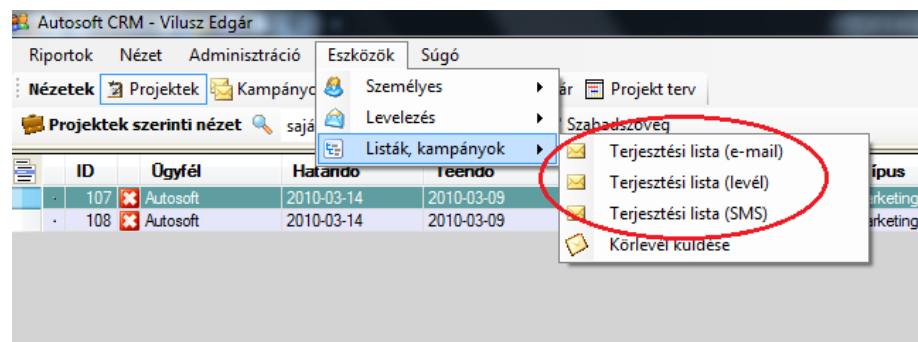 Autosoft CRM - Vilusz Edgár
Riportok Nézet Adminisztráció Eszközök Súgó
Nézetek Projektek Személyes Projekt terv
Projektek szerinti nézet Levelezés Szabadszöveg
Listák, kampányok Terjesztési lista (e-mail)
ID Ügyfél Teendő Terjesztési lista (levél)
107 Autosoft 2010-03-14 2010-03-09 Terjesztési lista (SMS)
108 Autosoft 2010-03-14 2010-03-09
Körlevél küldése